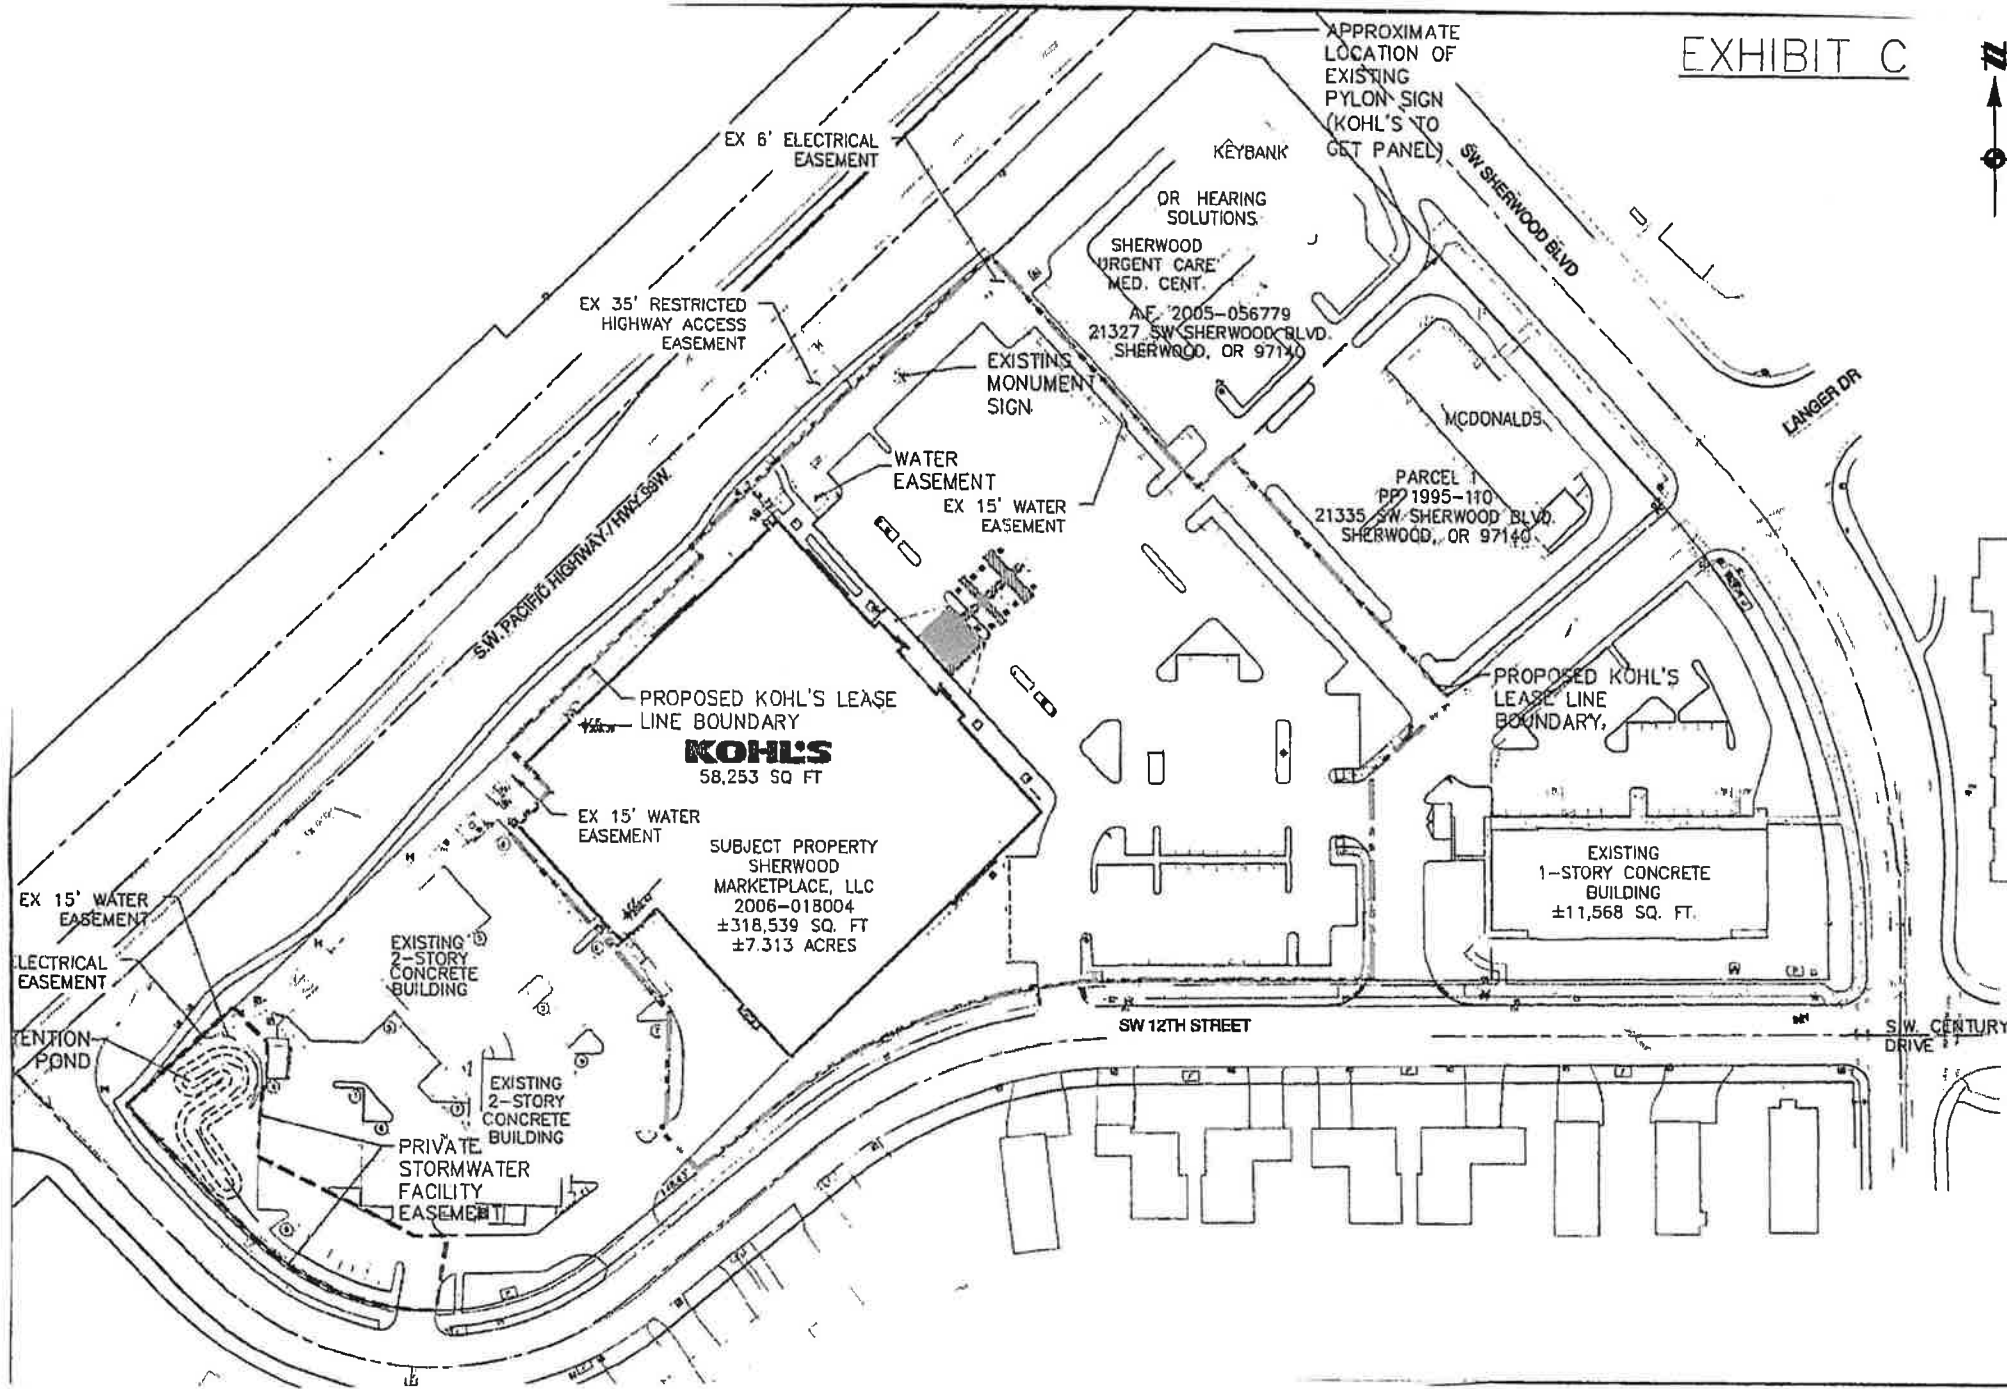 EXHIBIT C
APPROXIMATE
LOCATION OF
EXISTING
PYLON SIGN
(KOHL'S TO
GET PANEL)
SW SHERWOOD BLVD
EX 6' ELECTRICAL
EASEMENT
KEYBANK
OR HEARING
SOLUTIONS
SHERWOOD
URGENT CARE
MED. CENT.
A.F. 2005-056779
21327 SW SHERWOOD BLVD.
SHERWOOD, OR 97140
EX 35' RESTRICTED
HIGHWAY ACCESS
EASEMENT
EXISTING
MONUMENT
SIGN
LANGER DR
MCDONALDS
WATER
EASEMENT
EX 15' WATER
EASEMENT
PARCEL 1
PP 1995-110
21335 SW SHERWOOD BLVD.
SHERWOOD, OR 97140
S.W. PACIFIC HIGHWAY / HWY 99W.
PROPOSED KOHL'S LEASE
LINE BOUNDARY
PROPOSED KOHL'S
LEASE LINE
BOUNDARY
KOHL'S
58,253 SQ FT
EX 15' WATER
EASEMENT
SUBJECT PROPERTY
SHERWOOD
MARKETPLACE, LLC
2006-018004
±318,539 SQ. FT
±7.313 ACRES
EXISTING
1-STORY CONCRETE
BUILDING
±11,568 SQ. FT.
EX 15' WATER
EASEMENT
EXISTING
2-STORY
CONCRETE
BUILDING
LECTRICAL
EASEMENT
SW 12TH STREET
S.W. CENTURY
DRIVE
TENTION
POND
EXISTING
2-STORY
CONCRETE
BUILDING
PRIVATE
STORMWATER
FACILITY
EASEMENT